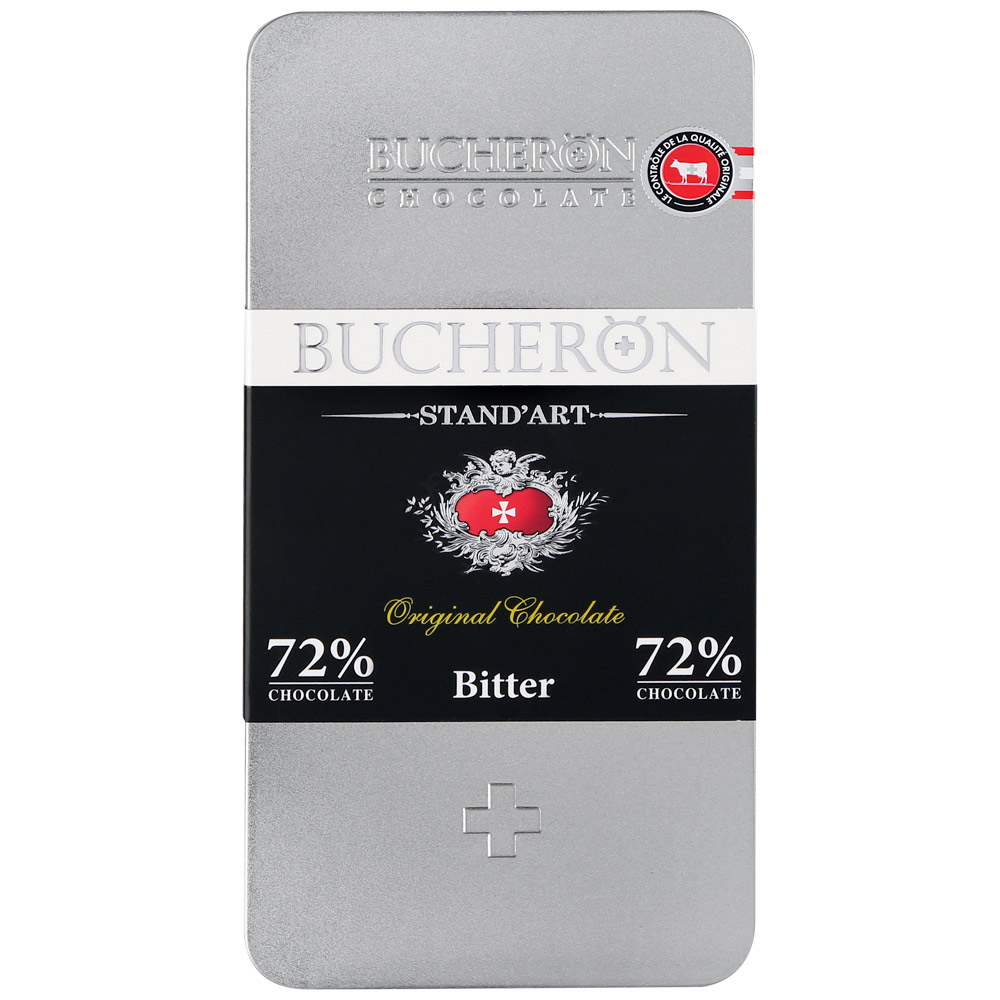 BUCHERÖN
CHOCOLATE
LE CONTRÔLE DE LA QUALITÉ ORIGINALE
BUCHERÖN
STAND'ART
Original Chocolate
72%
CHOCOLATE
Bitter
72%
CHOCOLATE